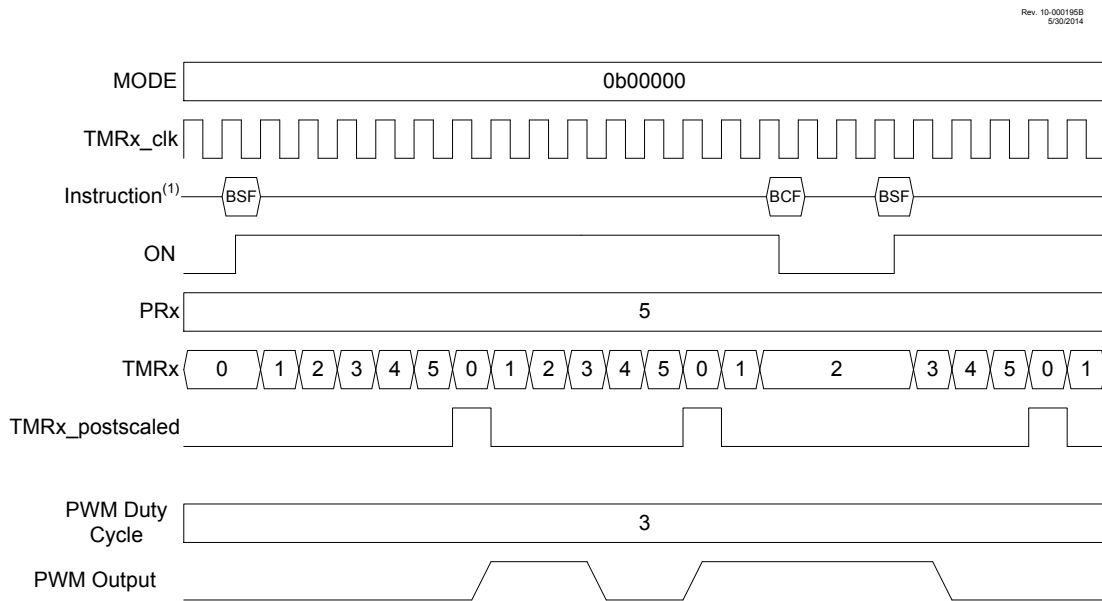 Rev. 10-000195B
5/30/2014
MODE 0b00000
TMRx_clk
Instruction(1) BSF BCF BSF
ON
PRx 5
TMRx 0 1 2 3 4 5 0 1 2 3 4 5 0 1 2 3 4 5 0 1
TMRx_postscaled
PWM Duty
Cycle 3
PWM Output